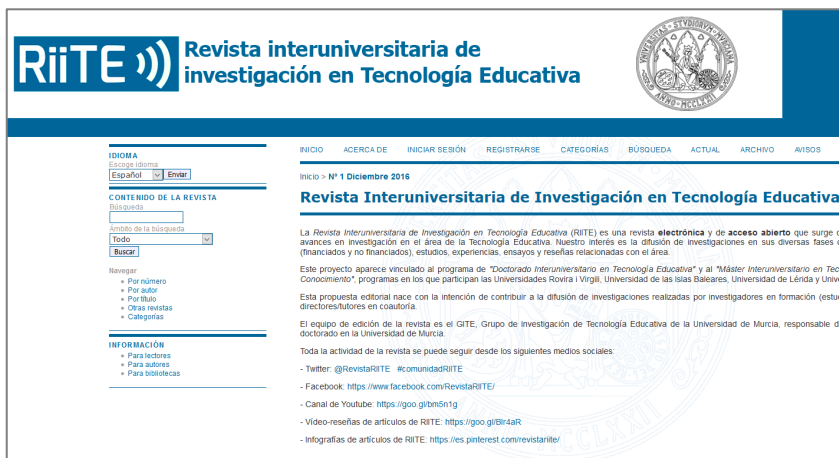 RiiTE
Revista interuniversitaria de
investigación en Tecnología Educativa
INICIO ACERCA DE INICIAR SESIÓN REGISTRARSE CATEGORÍAS BÚSQUEDA ACTUAL ARCHIVO AVISOS
IDIOMA
Escoge idioma
Español Enviar
CONTENIDO DE LA REVISTA
Búsqueda
Ámbito de la búsqueda
Todo
Buscar
Navegar
Por número
Por autor
Por título
Otras revistas
Categorías
INFORMACIÓN
Para lectores
Para autores
Para bibliotecas
Inicio > Nº 1 Diciembre 2016
Revista Interuniversitaria de Investigación en Tecnología Educativa
La Revista Interuniversitaria de Investigación en Tecnología Educativa (RIITE) es una revista electrónica y de acceso abierto que surge
avances en investigación en el área de la Tecnología Educativa. Nuestro interés es la difusión de investigaciones en sus diversas fases
(financiados y no financiados), estudios, experiencias, ensayos y reseñas relacionadas con el área.
Este proyecto aparece vinculado al programa de "Doctorado Interuniversitario en Tecnología Educativa" y al "Máster Interuniversitario en Tec
Conocimiento", programas en los que participan las Universidades Rovira i Virgili, Universidad de las Islas Baleares, Universidad de Lérida y Unive
Esta propuesta editorial nace con la intención de contribuir a la difusión de investigaciones realizadas por investigadores en formación (estu
directores/tutores en coautoría.
El equipo de edición de la revista es el GITE, Grupo de Investigación de Tecnología Educativa de la Universidad de Murcia, responsable d
doctorado en la Universidad de Murcia.
Toda la actividad de la revista se puede seguir desde los siguientes medios sociales:
- Twitter: @RevistaRIITE #comunidadRIITE
- Facebook: https://www.facebook.com/RevistaRIITE/
- Canal de Youtube: https://goo.gl/bm5n1g
- Vídeo-reseñas de artículos de RIITE: https://goo.gl/Blr4aR
- Infografías de artículos de RIITE: https://es.pinterest.com/revistariite/